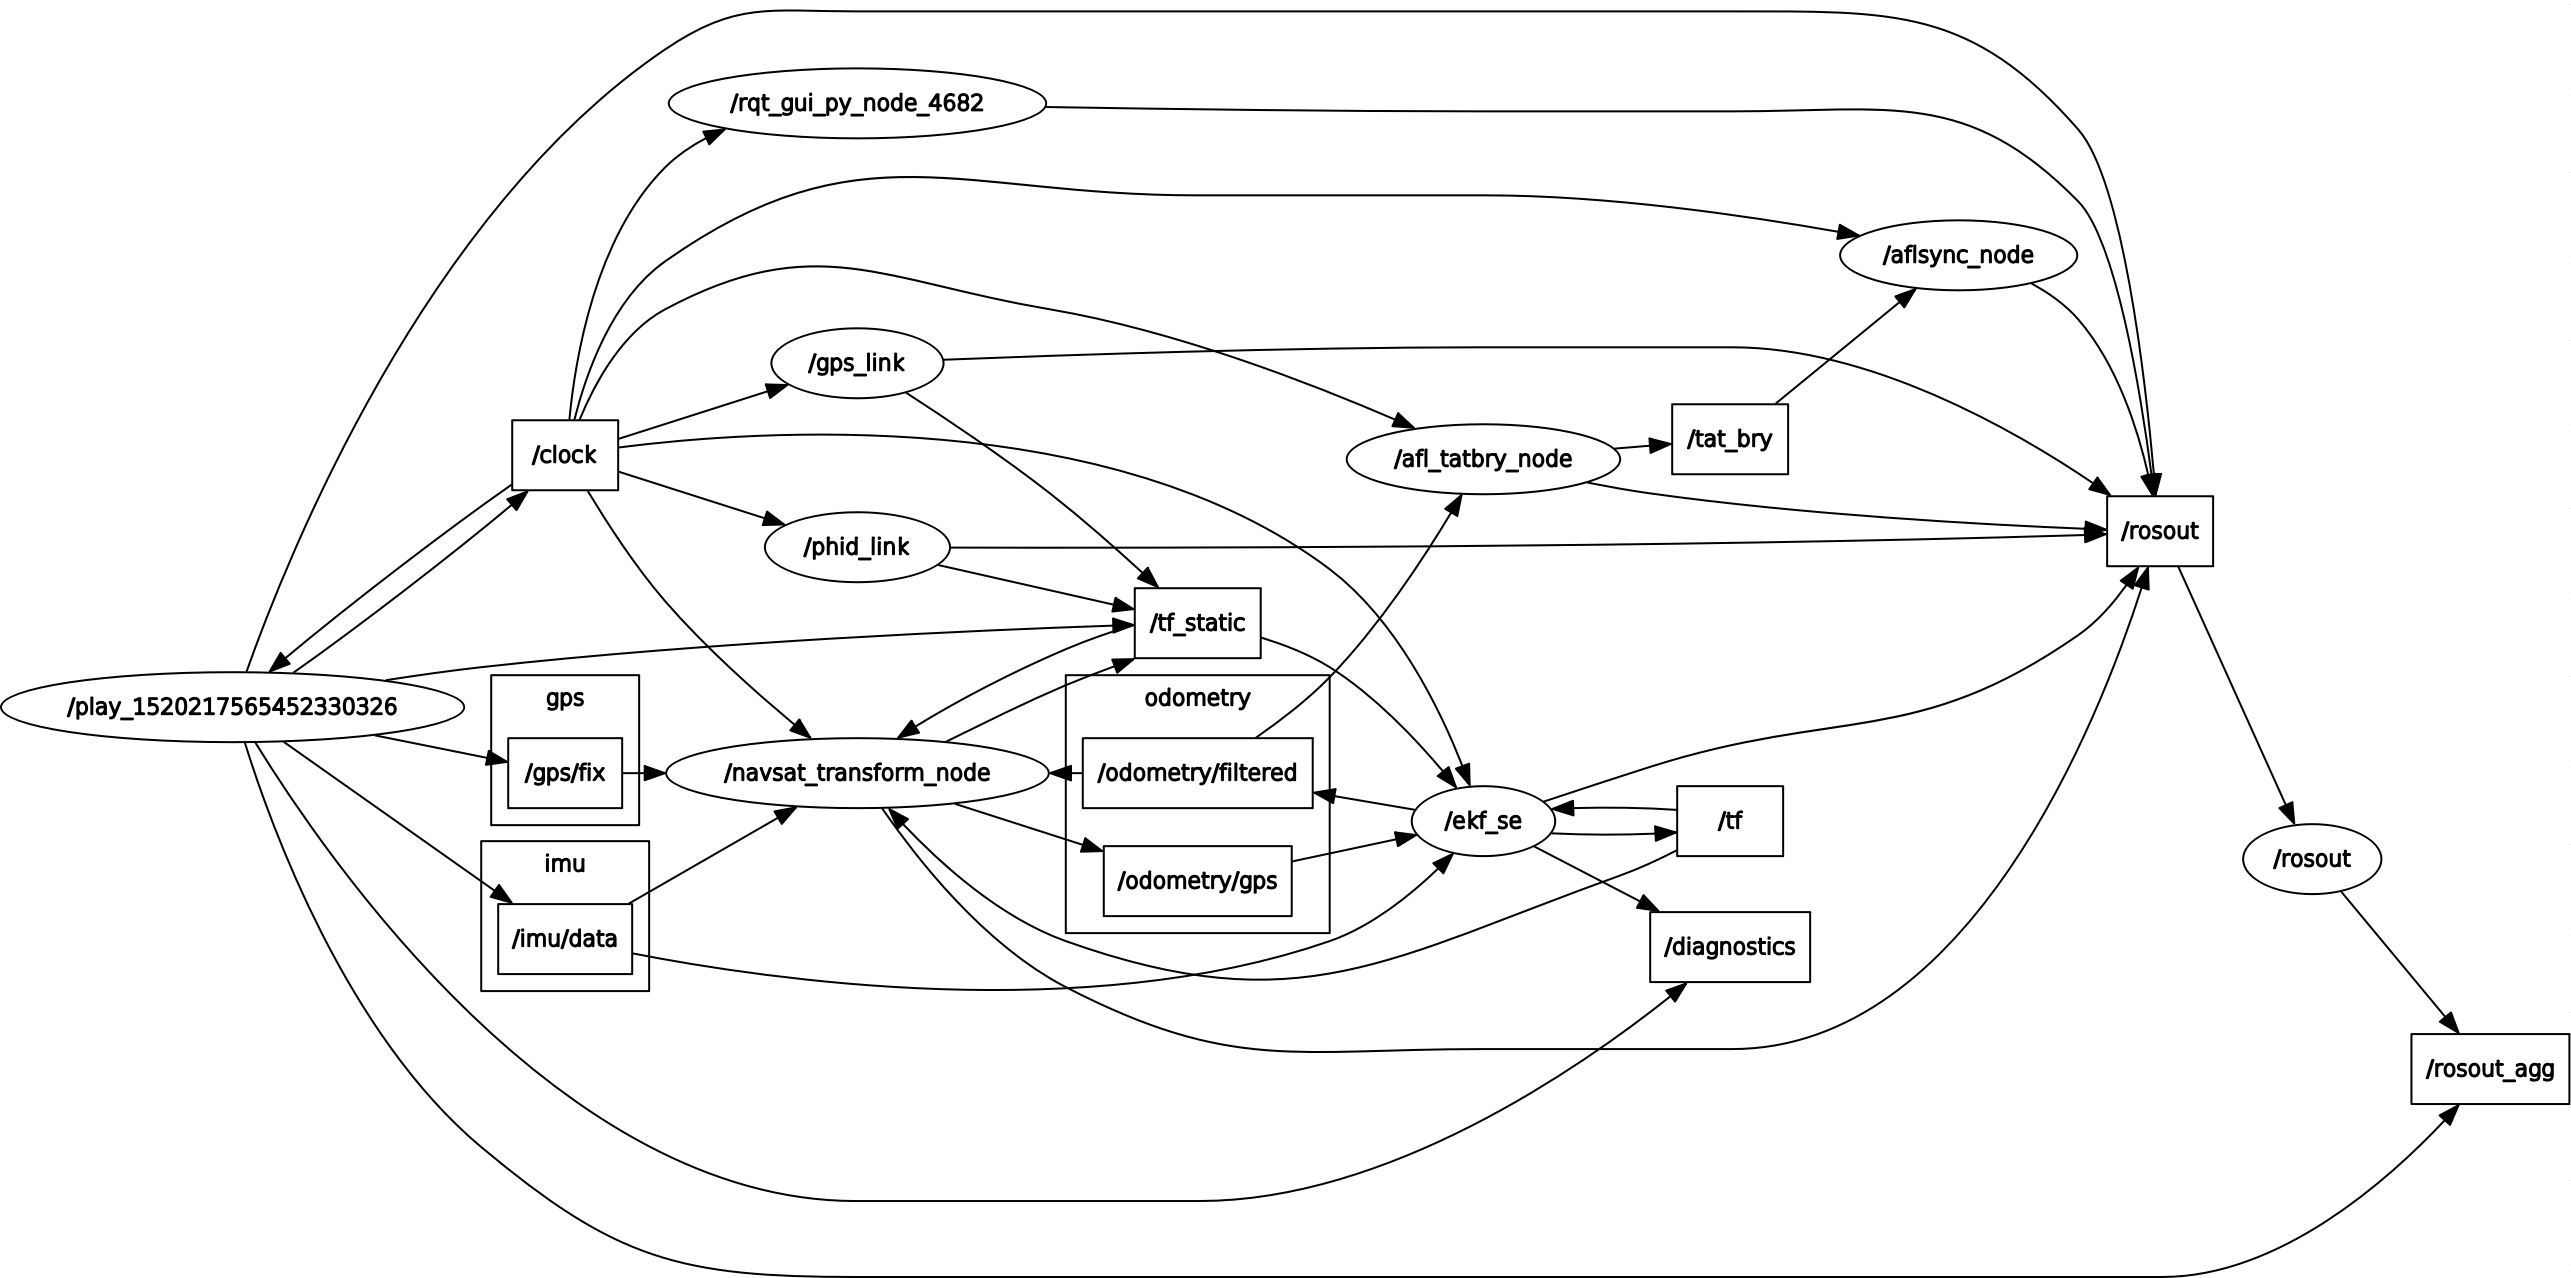 /rqt_gui_py_node_4682
/aflsync_node
/gps_link
/clock
/afl_tatbry_node
/tat_bry
/phid_link
/rosout
/tf_static
/play_1520217565452330326
gps
/gps/fix
/navsat_transform_node
odometry
/odometry/filtered
/odometry/gps
/ekf_se
/tf
/rosout
imu
/imu/data
/diagnostics
/rosout_agg